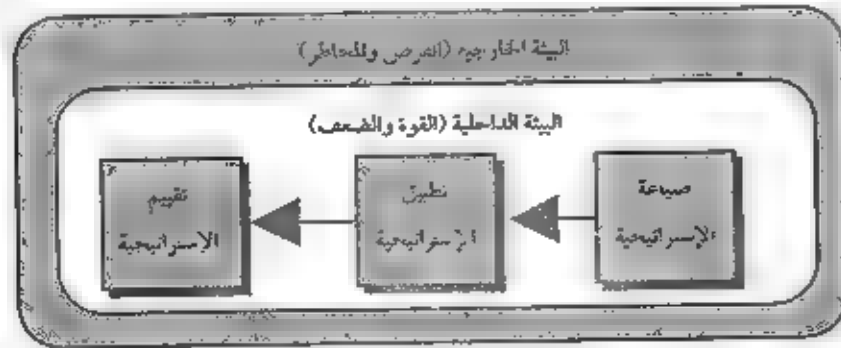 البيئة الخارجية (الفرص والمخاطر)
البيئة الداخلية (القوة والضعف)
صياغة
الإستراتيجية
تطبيق
الإستراتيجية
تقييم
الإستراتيجية